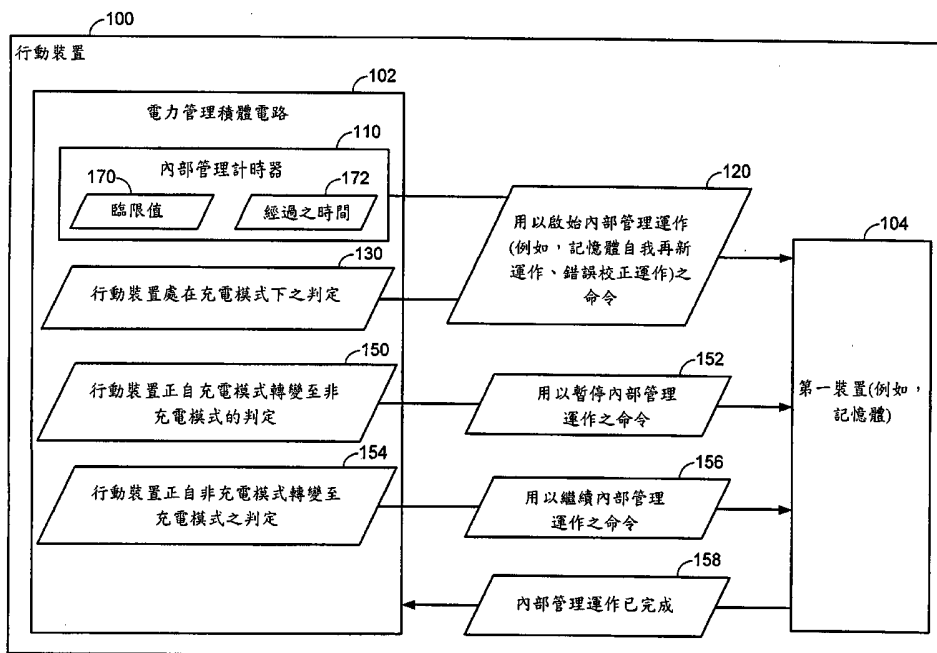 100
行動裝置
102
電力管理積體電路
110
內部管理計時器
170
臨限值
172
經過之時間
120
用以啟始內部管理運作
(例如，記憶體自我再新
運作、錯誤校正運作)之
命令
104
第一裝置(例如，
記憶體)
130
行動裝置處在充電模式下之判定
150
行動裝置正自充電模式轉變至非
充電模式的判定
152
用以暫停內部管理
運作之命令
154
行動裝置正自非充電模式轉變至
充電模式之判定
156
用以繼續內部管理
運作之命令
158
內部管理運作已完成